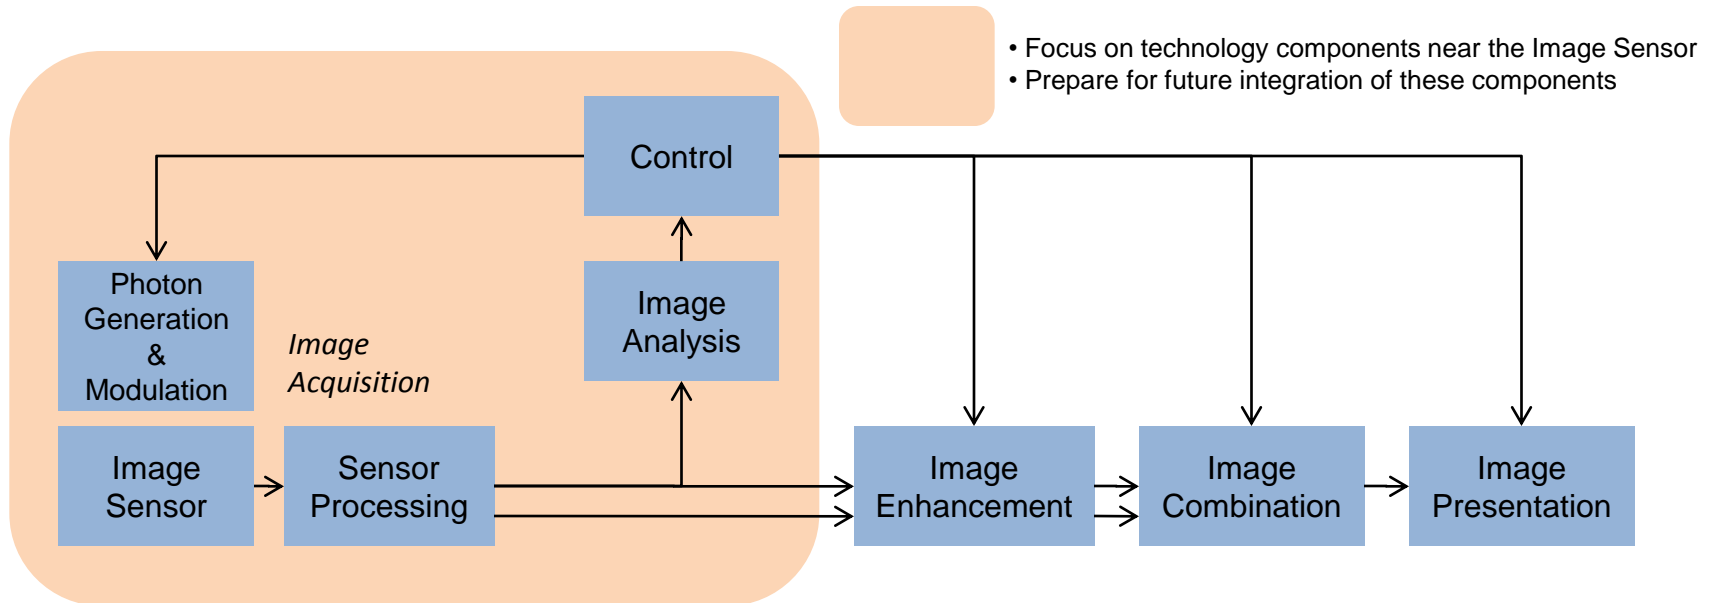 • Focus on technology components near the Image Sensor
• Prepare for future integration of these components
Control
Photon
Generation
&
Modulation
Image
Acquisition
Image
Analysis
Image
Sensor
Sensor
Processing
Image
Enhancement
Image
Combination
Image
Presentation